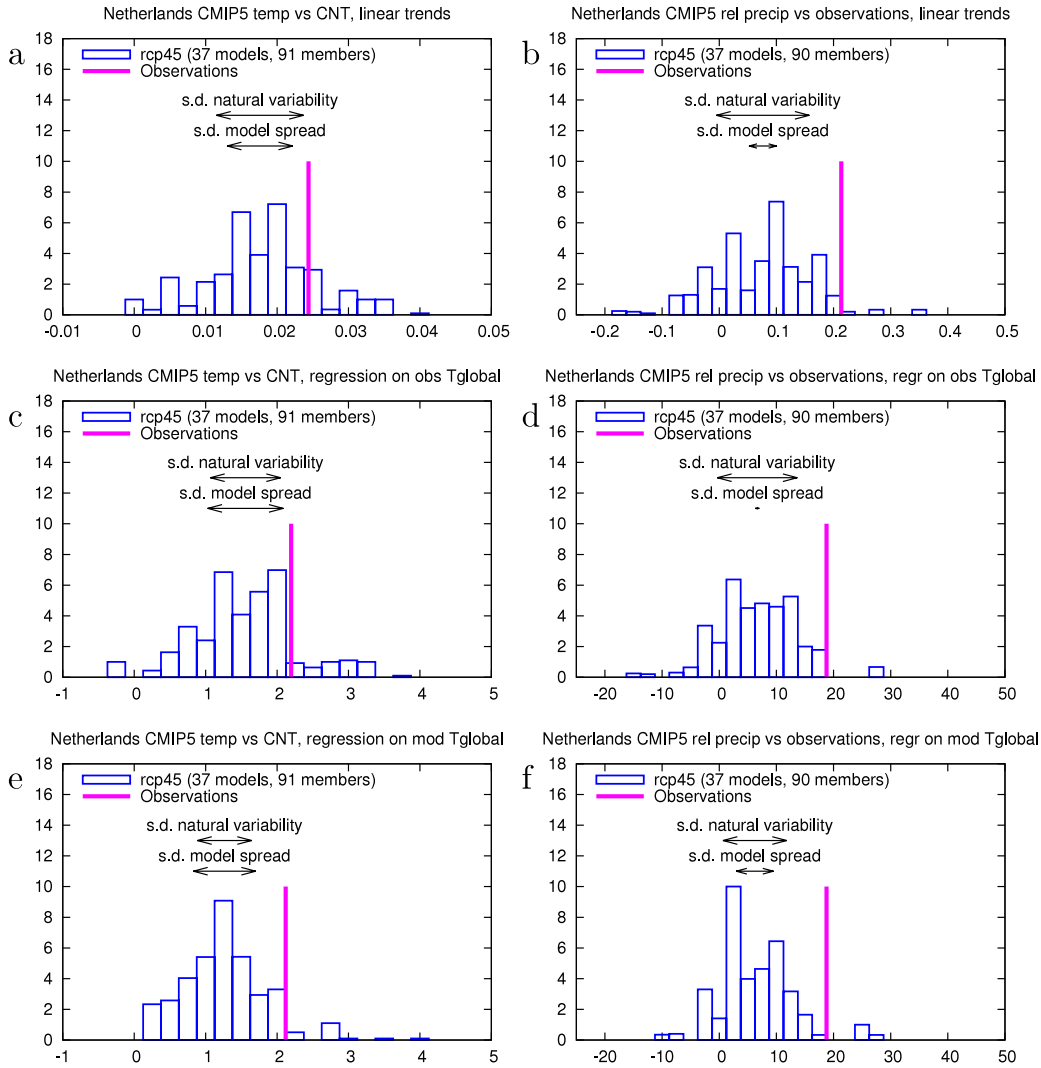 Netherlands CMIP5 temp vs CNT, linear trends
a
18
16
14
12
10
8
6
4
2
0
rcp45 (37 models, 91 members)
Observations
s.d. natural variability
s.d. model spread
-0.01 0 0.01 0.02 0.03 0.04 0.05
Netherlands CMIP5 rel precip vs observations, linear trends
b
18
16
14
12
10
8
6
4
2
0
rcp45 (37 models, 90 members)
Observations
s.d. natural variability
s.d. model spread
-0.2 -0.1 0 0.1 0.2 0.3 0.4 0.5
Netherlands CMIP5 temp vs CNT, regression on obs Tglobal
c
18
16
14
12
10
8
6
4
2
0
rcp45 (37 models, 91 members)
Observations
s.d. natural variability
s.d. model spread
-1 0 1 2 3 4 5
Netherlands CMIP5 rel precip vs observations, regr on obs Tglobal
d
18
16
14
12
10
8
6
4
2
0
rcp45 (37 models, 90 members)
Observations
s.d. natural variability
s.d. model spread
-20 -10 0 10 20 30 40 50
Netherlands CMIP5 temp vs CNT, regression on mod Tglobal
e
18
16
14
12
10
8
6
4
2
0
rcp45 (37 models, 91 members)
Observations
s.d. natural variability
s.d. model spread
-1 0 1 2 3 4 5
Netherlands CMIP5 rel precip vs observations, regr on mod Tglobal
f
18
16
14
12
10
8
6
4
2
0
rcp45 (37 models, 90 members)
Observations
s.d. natural variability
s.d. model spread
-20 -10 0 10 20 30 40 50